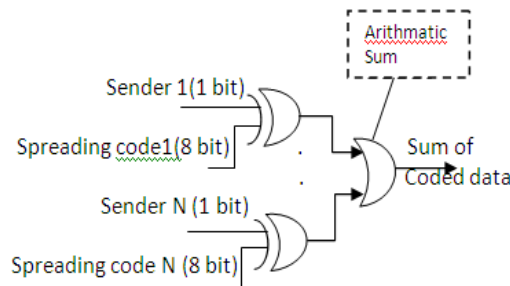 Arithmatic
Sum
Sender 1(1 bit)
Spreading code1(8 bit)
Sum of
Coded data
Sender N (1 bit)
Spreading code N (8 bit)